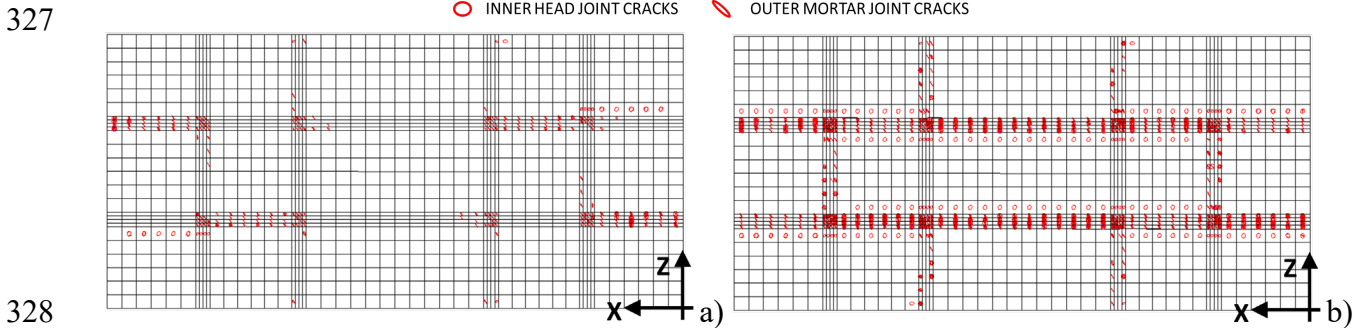 327
INNER HEAD JOINT CRACKS OUTER MORTAR JOINT CRACKS
Z Z
328 X a) X b)